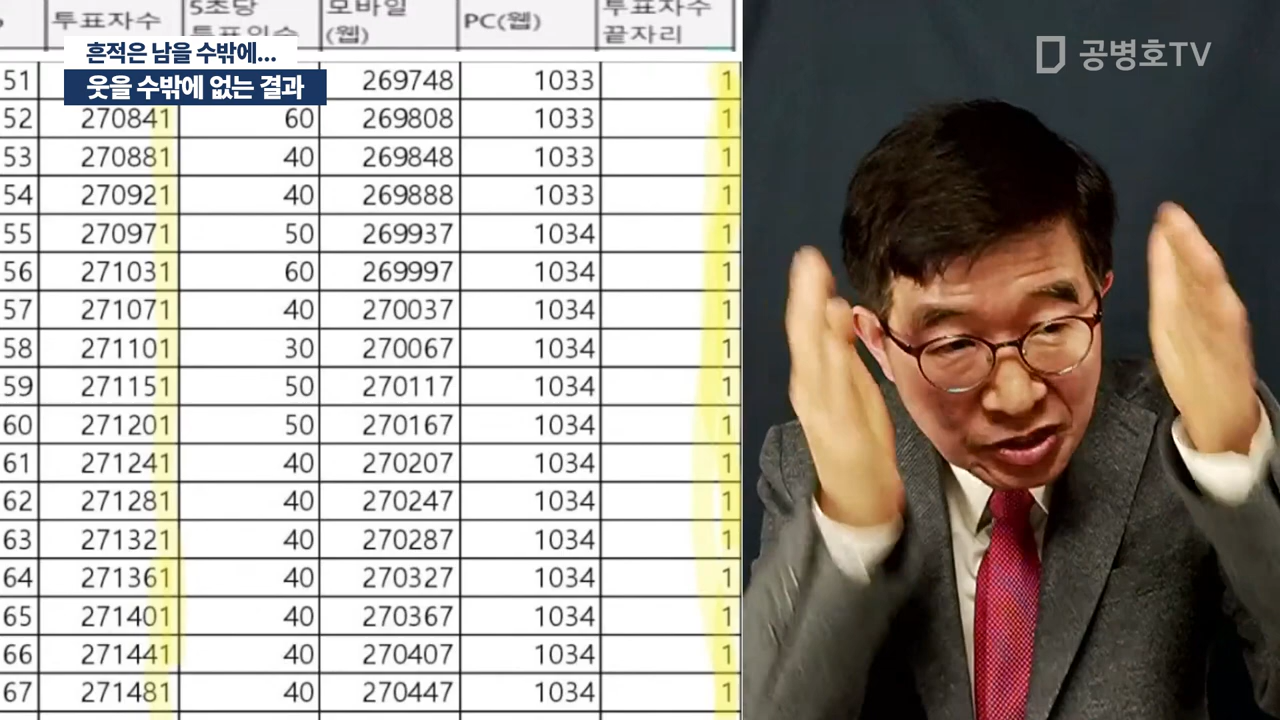 투표자수 5초당 투표인수 모바일(웹) PC(웹) 투표자수 끝자리
흔적은 남을 수밖에...
웃을 수밖에 없는 결과
공병호TV
51 269748 1033 1
52 270841 60 269808 1033 1
53 270881 40 269848 1033 1
54 270921 40 269888 1033 1
55 270971 50 269937 1034 1
56 271031 60 269997 1034 1
57 271071 40 270037 1034 1
58 271101 30 270067 1034 1
59 271151 50 270117 1034 1
60 271201 50 270167 1034 1
61 271241 40 270207 1034 1
62 271281 40 270247 1034 1
63 271321 40 270287 1034 1
64 271361 40 270327 1034 1
65 271401 40 270367 1034 1
66 271441 40 270407 1034 1
67 271481 40 270447 1034 1